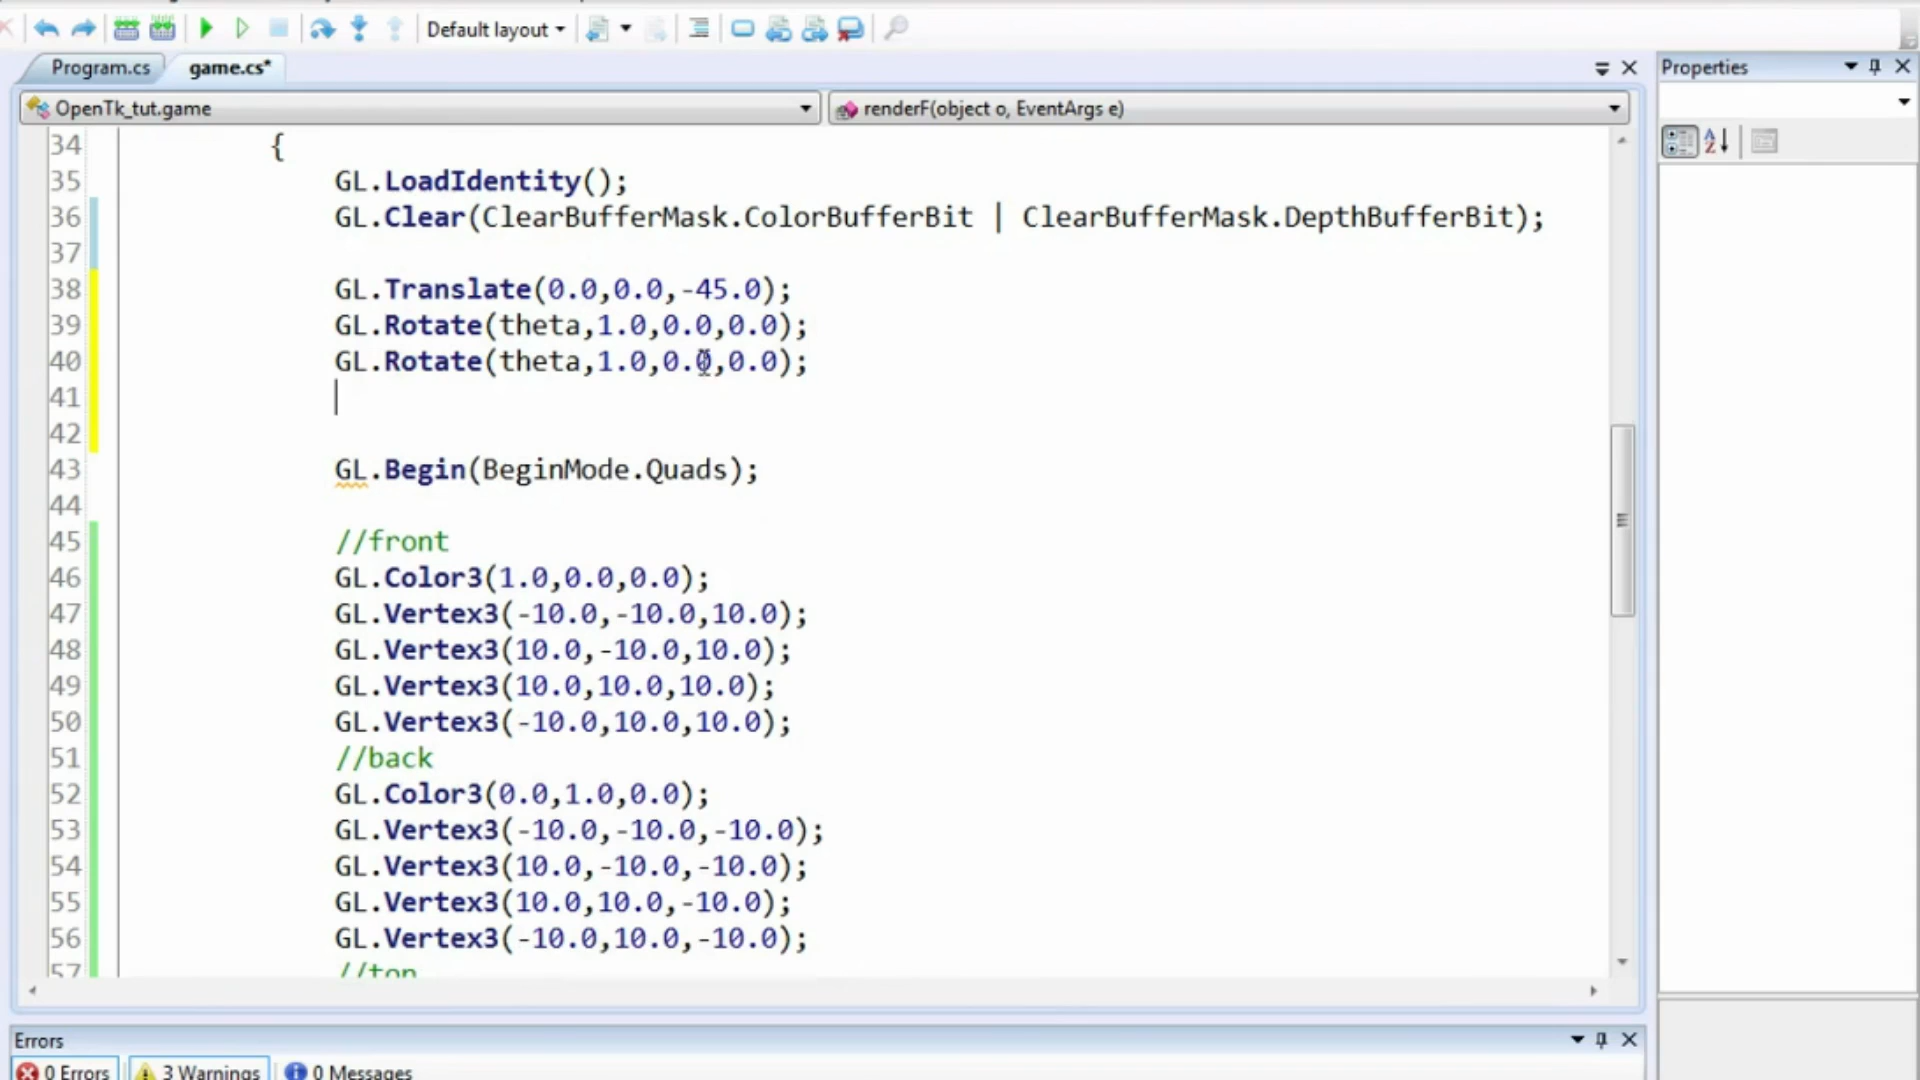 Default layout
Program.cs game.cs* Properties
OpenTk_tut.game renderF(object o, EventArgs e)
34 {
35 GL.LoadIdentity();
36 GL.Clear(ClearBufferMask.ColorBufferBit | ClearBufferMask.DepthBufferBit);
37
38 GL.Translate(0.0,0.0,-45.0);
39 GL.Rotate(theta,1.0,0.0,0.0);
40 GL.Rotate(theta,1.0,0.0,0.0);
41
42
43 GL.Begin(BeginMode.Quads);
44
45 //front
46 GL.Color3(1.0,0.0,0.0);
47 GL.Vertex3(-10.0,-10.0,10.0);
48 GL.Vertex3(10.0,-10.0,10.0);
49 GL.Vertex3(10.0,10.0,10.0);
50 GL.Vertex3(-10.0,10.0,10.0);
51 //back
52 GL.Color3(0.0,1.0,0.0);
53 GL.Vertex3(-10.0,-10.0,-10.0);
54 GL.Vertex3(10.0,-10.0,-10.0);
55 GL.Vertex3(10.0,10.0,-10.0);
56 GL.Vertex3(-10.0,10.0,-10.0);
57 //top
Errors
0 Errors 3 Warnings 0 Messages